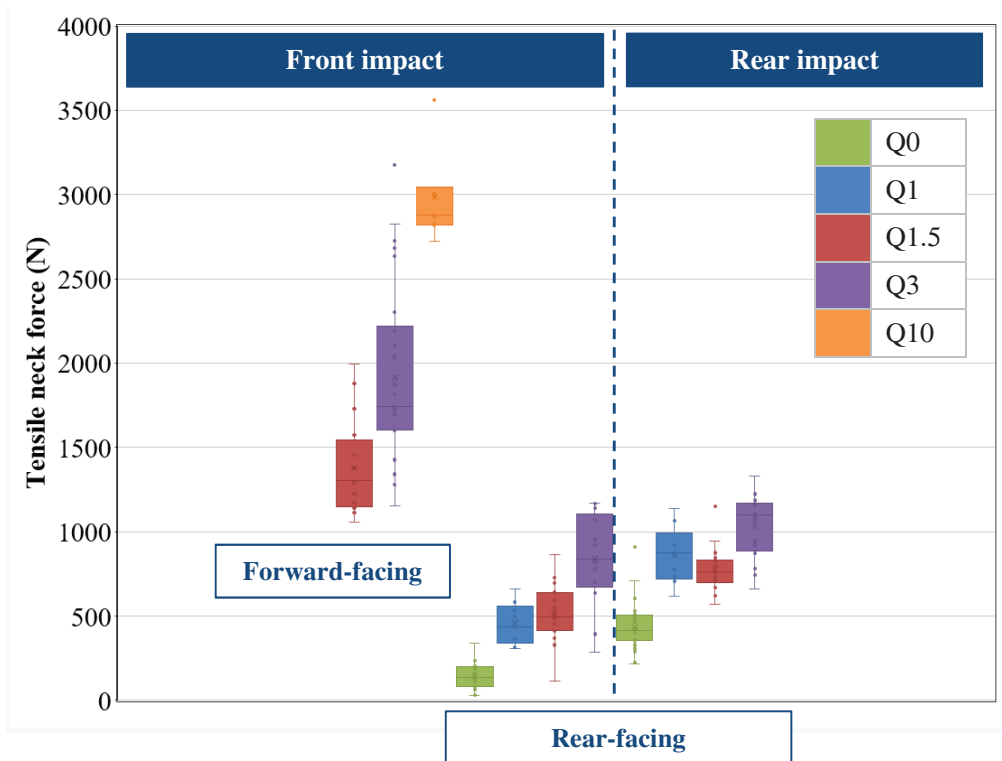 Front impact
Rear impact
4000
3500
3000
2500
2000
1500
1000
500
0
Tensile neck force (N)
Q0
Q1
Q1.5
Q3
Q10
Forward-facing
Rear-facing